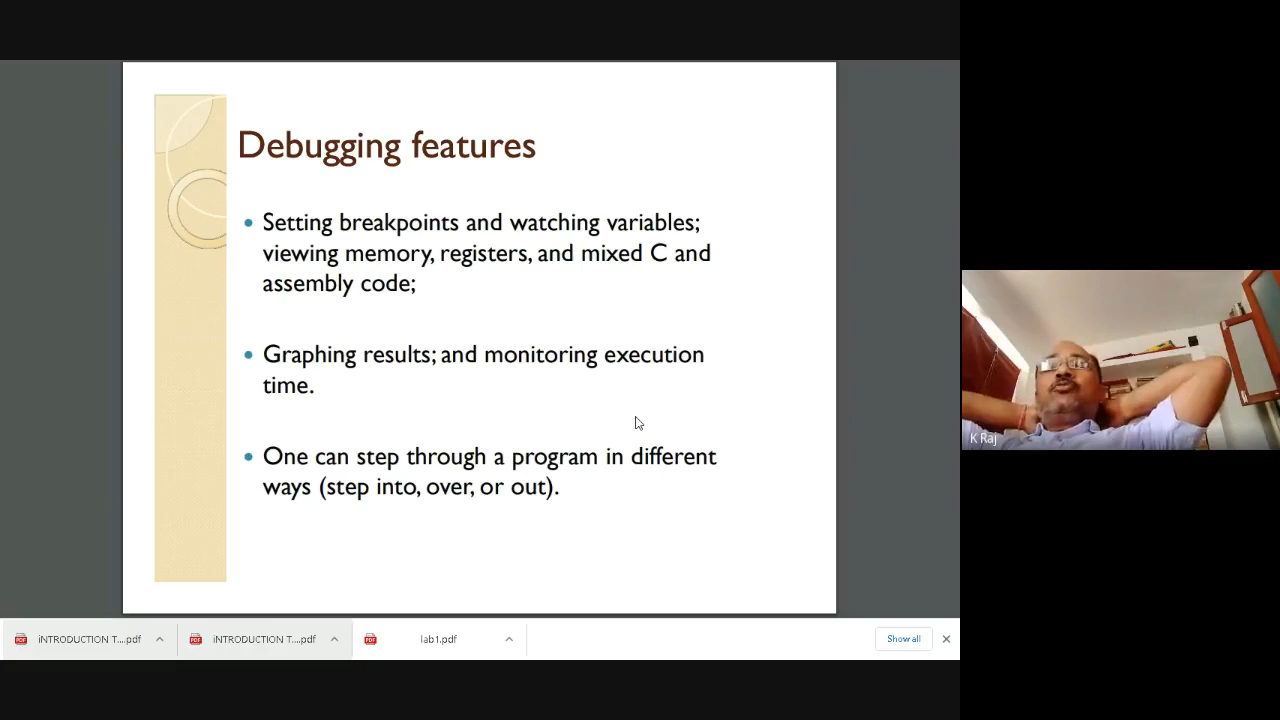 Debugging features
Setting breakpoints and watching variables;
viewing memory, registers, and mixed C and
assembly code;
Graphing results; and monitoring execution
time.
One can step through a program in different
ways (step into, over, or out).
K Raj
iNTRODUCTION T....pdf
iNTRODUCTION T....pdf
lab1.pdf
Show all